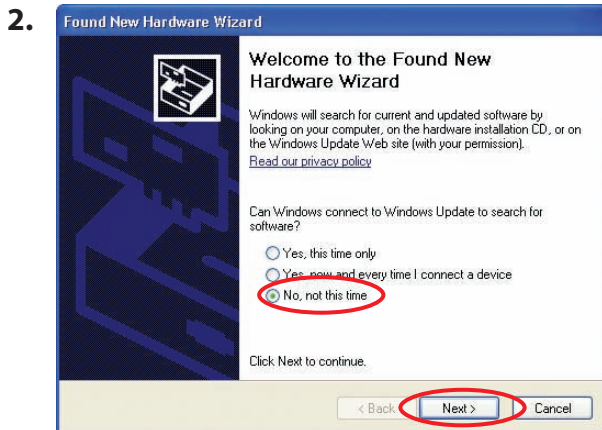 2.
Found New Hardware Wizard
Welcome to the Found New
Hardware Wizard
Windows will search for current and updated software by
looking on your computer, on the hardware installation CD, or on
the Windows Update Web site (with your permission).
Read our privacy policy
Can Windows connect to Windows Update to search for
software?
Yes, this time only
Yes, now and every time I connect a device
No, not this time
Click Next to continue.
< Back Next > Cancel